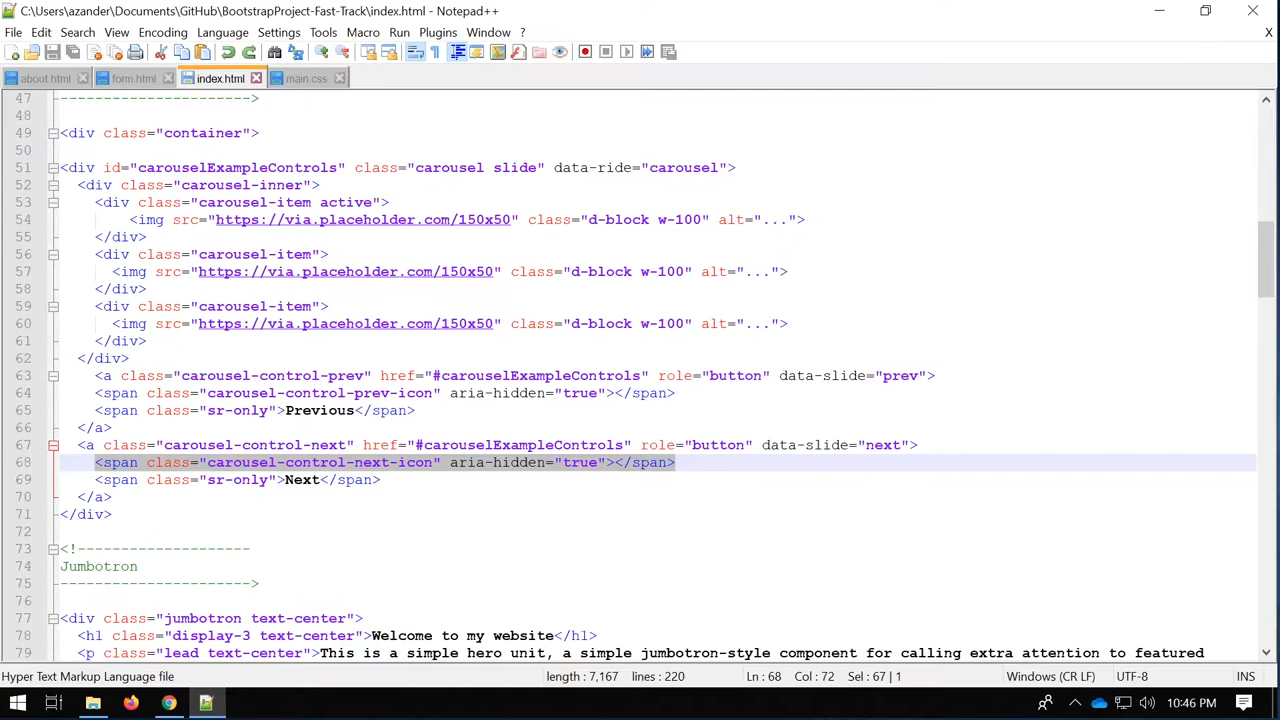 C:\Users\azander\Documents\GitHub\BootstrapProject-Fast-Track\index.html - Notepad++
File Edit Search View Encoding Language Settings Tools Macro Run Plugins Window ? X
about.html form.html index.html main.css
47 ---------------------->
48
49 <div class="container">
50
51 <div id="carouselExampleControls" class="carousel slide" data-ride="carousel">
52 <div class="carousel-inner">
53 <div class="carousel-item active">
54 <img src="https://via.placeholder.com/150x50" class="d-block w-100" alt="...">
55 </div>
56 <div class="carousel-item">
57 <img src="https://via.placeholder.com/150x50" class="d-block w-100" alt="...">
58 </div>
59 <div class="carousel-item">
60 <img src="https://via.placeholder.com/150x50" class="d-block w-100" alt="...">
61 </div>
62 </div>
63 <a class="carousel-control-prev" href="#carouselExampleControls" role="button" data-slide="prev">
64 <span class="carousel-control-prev-icon" aria-hidden="true"></span>
65 <span class="sr-only">Previous</span>
66 </a>
67 <a class="carousel-control-next" href="#carouselExampleControls" role="button" data-slide="next">
68 <span class="carousel-control-next-icon" aria-hidden="true"></span>
69 <span class="sr-only">Next</span>
70 </a>
71 </div>
72
73 <!--------------------
74 Jumbotron
75 ---------------------->
76
77 <div class="jumbotron text-center">
78 <h1 class="display-3 text-center">Welcome to my website</h1>
79 <p class="lead text-center">This is a simple hero unit, a simple jumbotron-style component for calling extra attention to featured
Hyper Text Markup Language file length : 7,167 lines : 220 Ln : 68 Col : 72 Sel : 67 | 1 Windows (CR LF) UTF-8 INS
10:46 PM